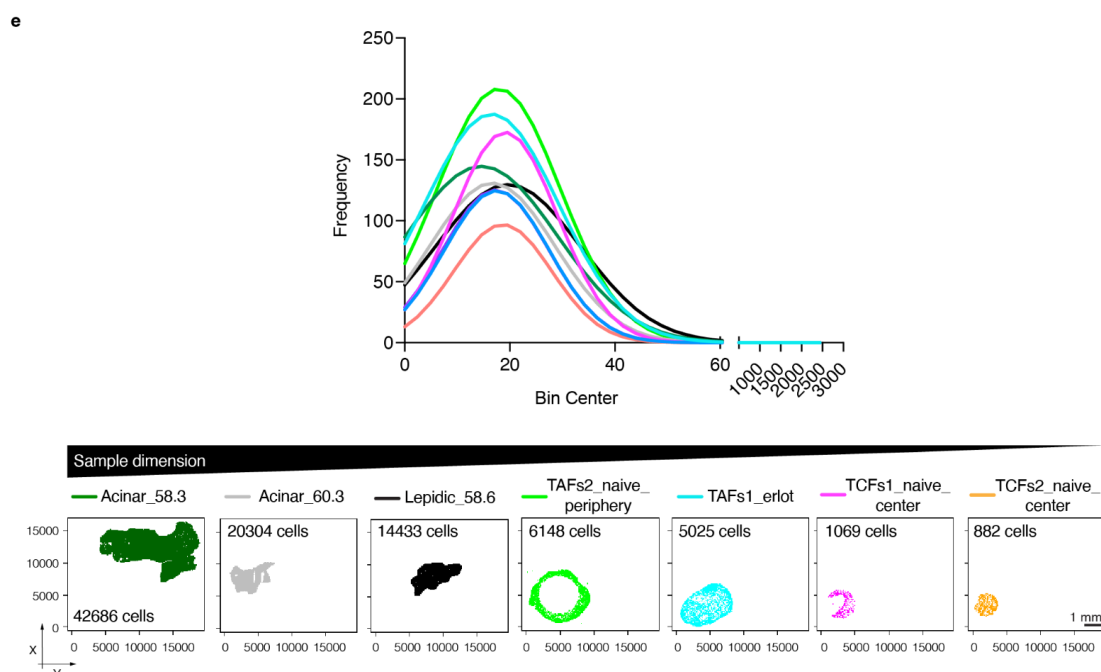 e
250
200
150
100
50
0
Frequency
0 20 40 60 1000 1500 2000 2500 3000
Bin Center
Sample dimension
Acinar_58.3
Acinar_60.3
Lepidic_58.6
TAFs2_naive_
periphery
TAFs1_erlot
TCFs1_naive_
center
TCFs2_naive_
center
15000
10000
5000
0
42686 cells
20304 cells
14433 cells
6148 cells
5025 cells
1069 cells
882 cells
1 mm
0 5000 10000 15000
0 5000 10000 15000
0 5000 10000 15000
0 5000 10000 15000
0 5000 10000 15000
0 5000 10000 15000
0 5000 10000 15000
X